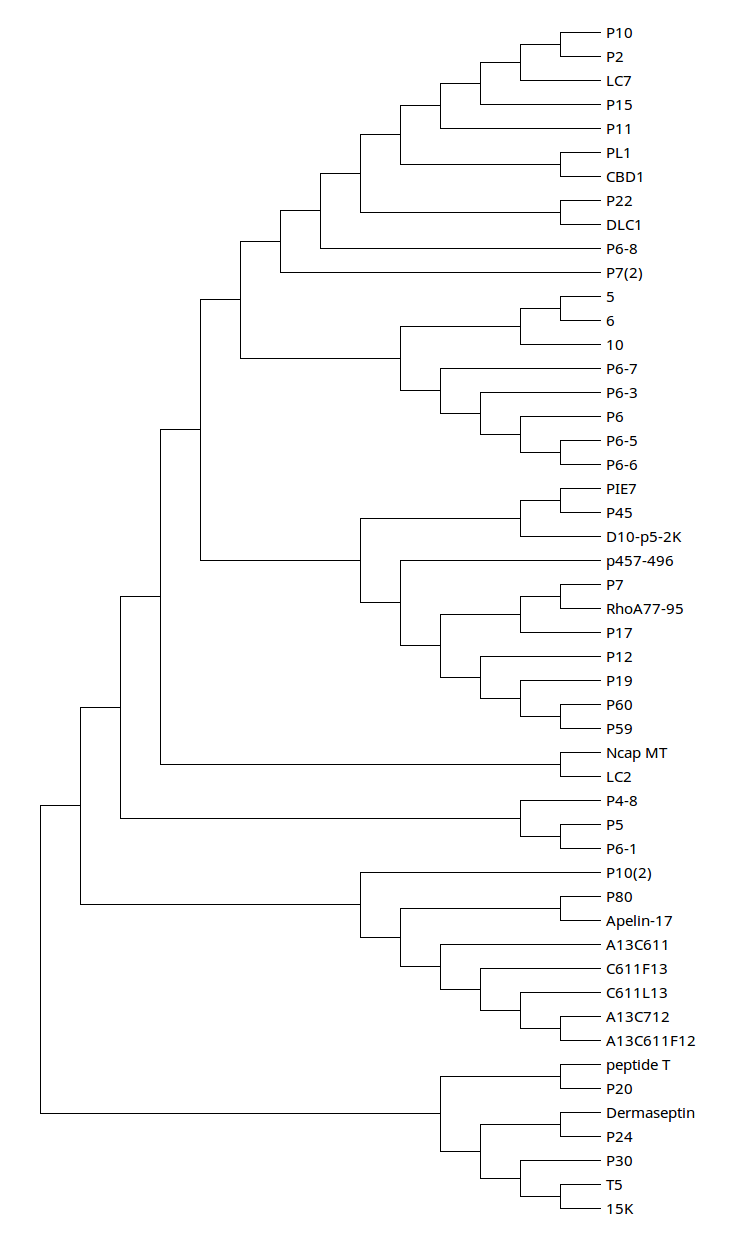 P10
P2
LC7
P15
P11
PL1
CBD1
P22
DLC1
P6-8
P7(2)
5
6
10
P6-7
P6-3
P6
P6-5
P6-6
PIE7
P45
D10-p5-2K
p457-496
P7
RhoA77-95
P17
P12
P19
P60
P59
Ncap MT
LC2
P4-8
P5
P6-1
P10(2)
P80
Apelin-17
A13C611
C611F13
C611L13
A13C712
A13C611F12
peptide T
P20
Dermaseptin
P24
P30
T5
15K